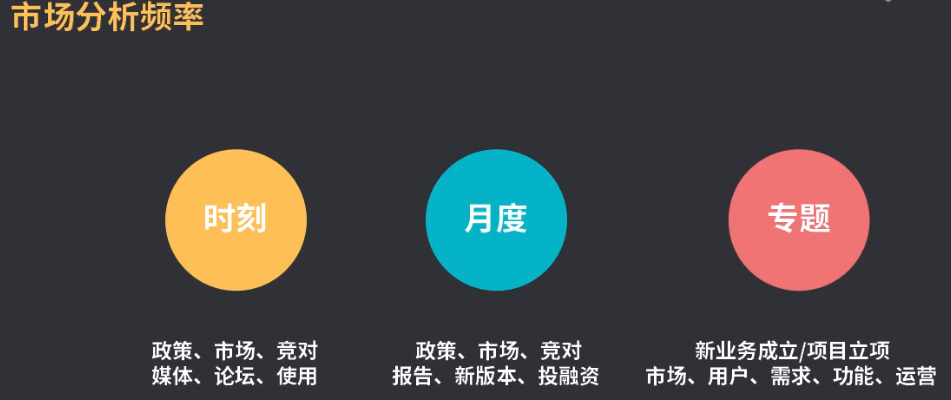 市场分析频率
时刻
月度
专题
政策、市场、竞对
媒体、论坛、使用
政策、市场、竞对
报告、新版本、投融资
新业务成立/项目立项
市场、用户、需求、功能、运营